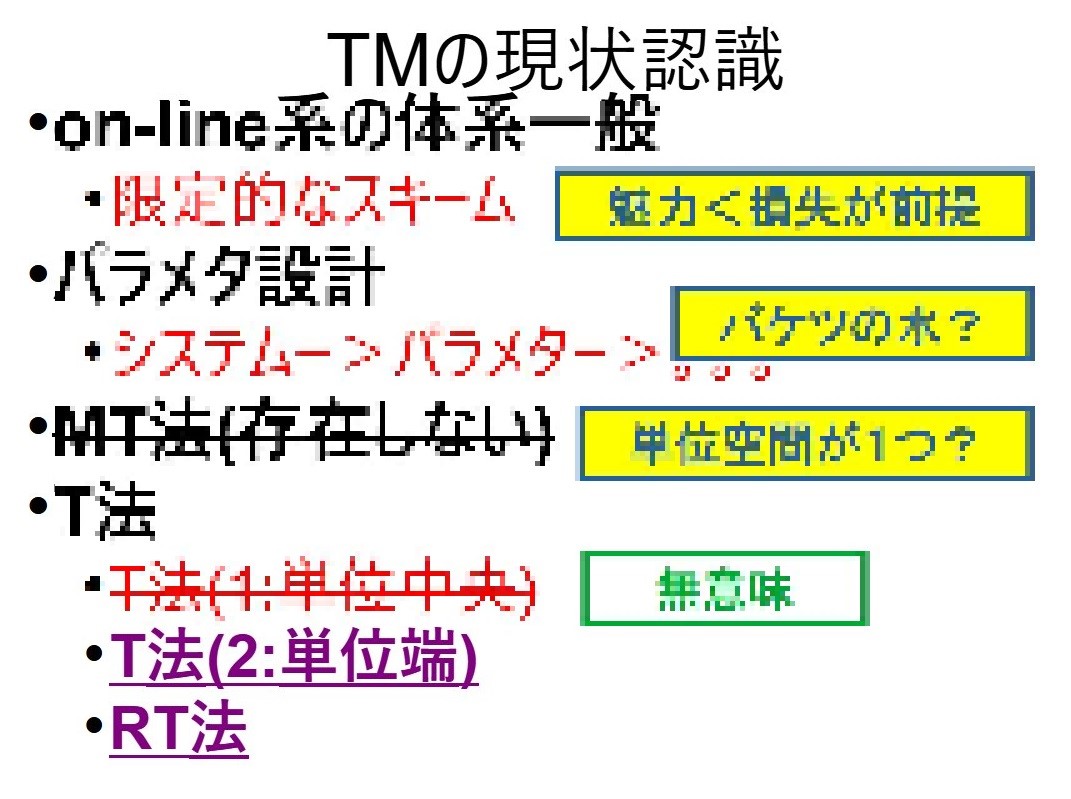 TMの現状認識
•on-line系の体系一般
•限定的なスキーム
魅力＜損失が前提
•パラメタ設計
バケツの水？
•システムー＞パラメターー＞。。。
•MT法(存在しない)
単位空間が1つ？
•T法
•T法(1:単位中央)
無意味
•T法(2:単位端)
•RT法